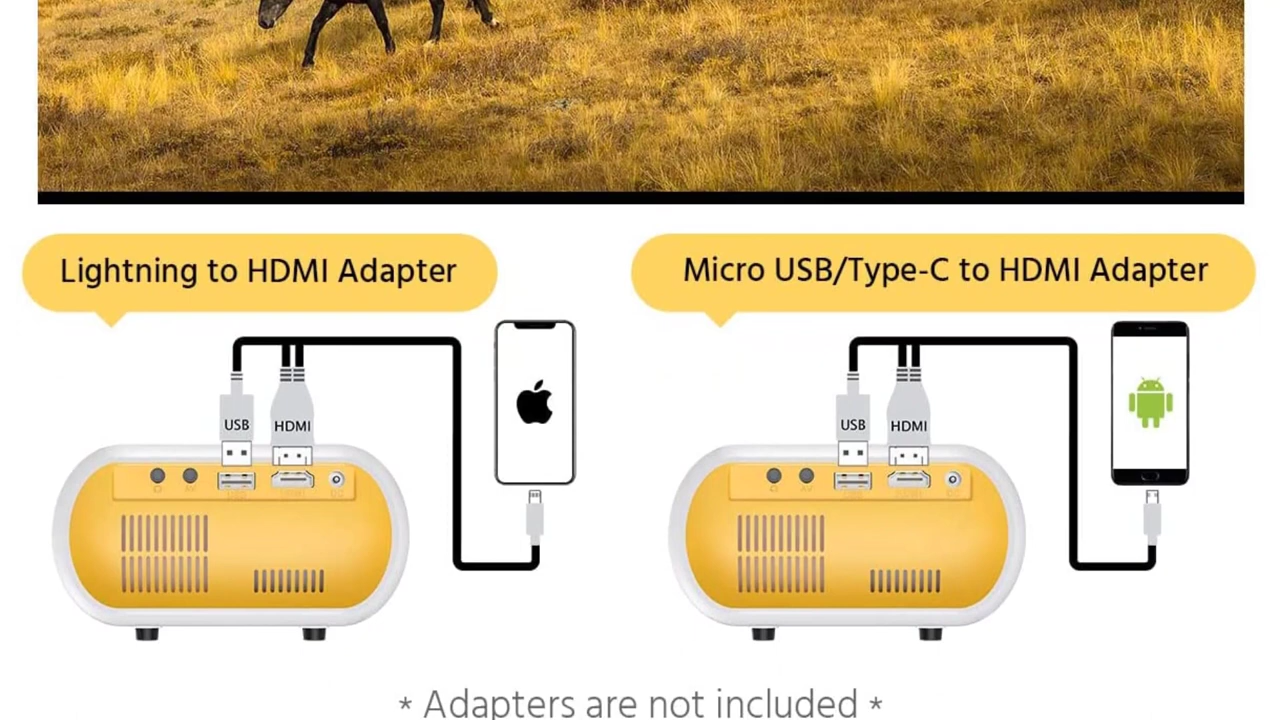 Lightning to HDMI Adapter
Micro USB/Type-C to HDMI Adapter
USB HDMI
USB HDMI
* Adapters are not included *